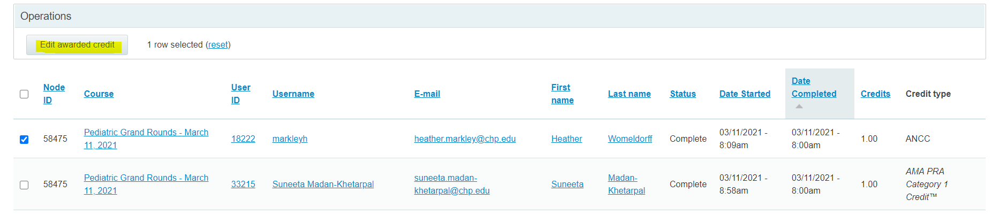 Operations
Edit awarded credit 1 row selected (reset)
Node ID Course User ID Username E-mail First name Last name Status Date Started Date Completed Credits Credit type
58475 Pediatric Grand Rounds - March 11, 2021 18222 markleyh heather.markley@chp.edu Heather Womeldorff Complete 03/11/2021 - 8:09am 03/11/2021 - 8:00am 1.00 ANCC
58475 Pediatric Grand Rounds - March 11, 2021 33215 Suneeta Madan-Khetarpal suneeta.madan-khetarpal@chp.edu Suneeta Madan-Khetarpal Complete 03/11/2021 - 8:58am 03/11/2021 - 8:00am 1.00 AMA PRA Category 1 Credit™